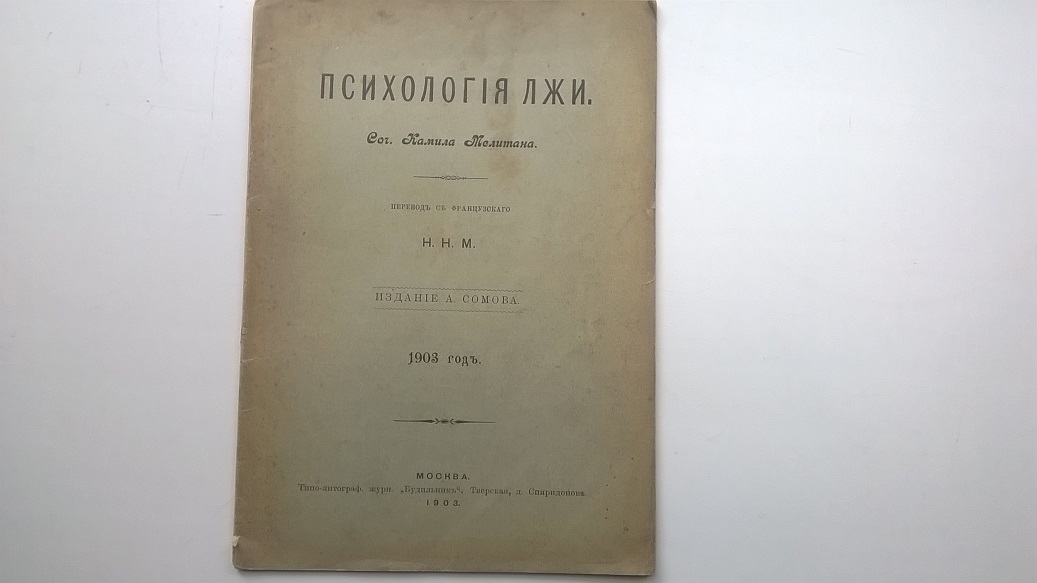 ПСИХОЛОГІЯ ЛЖИ.
Соч. Камила Мелитана.
ПЕРЕВОДЪ СЪ ФРАНЦУЗСКАГО
Н. Н. М.
ИЗДАНІЕ А. СОМОВА.
1903 годъ.
МОСКВА.
Типо-литограф. журн. „Будильникъ“, Тверская, д. Спиридонова.
1903.